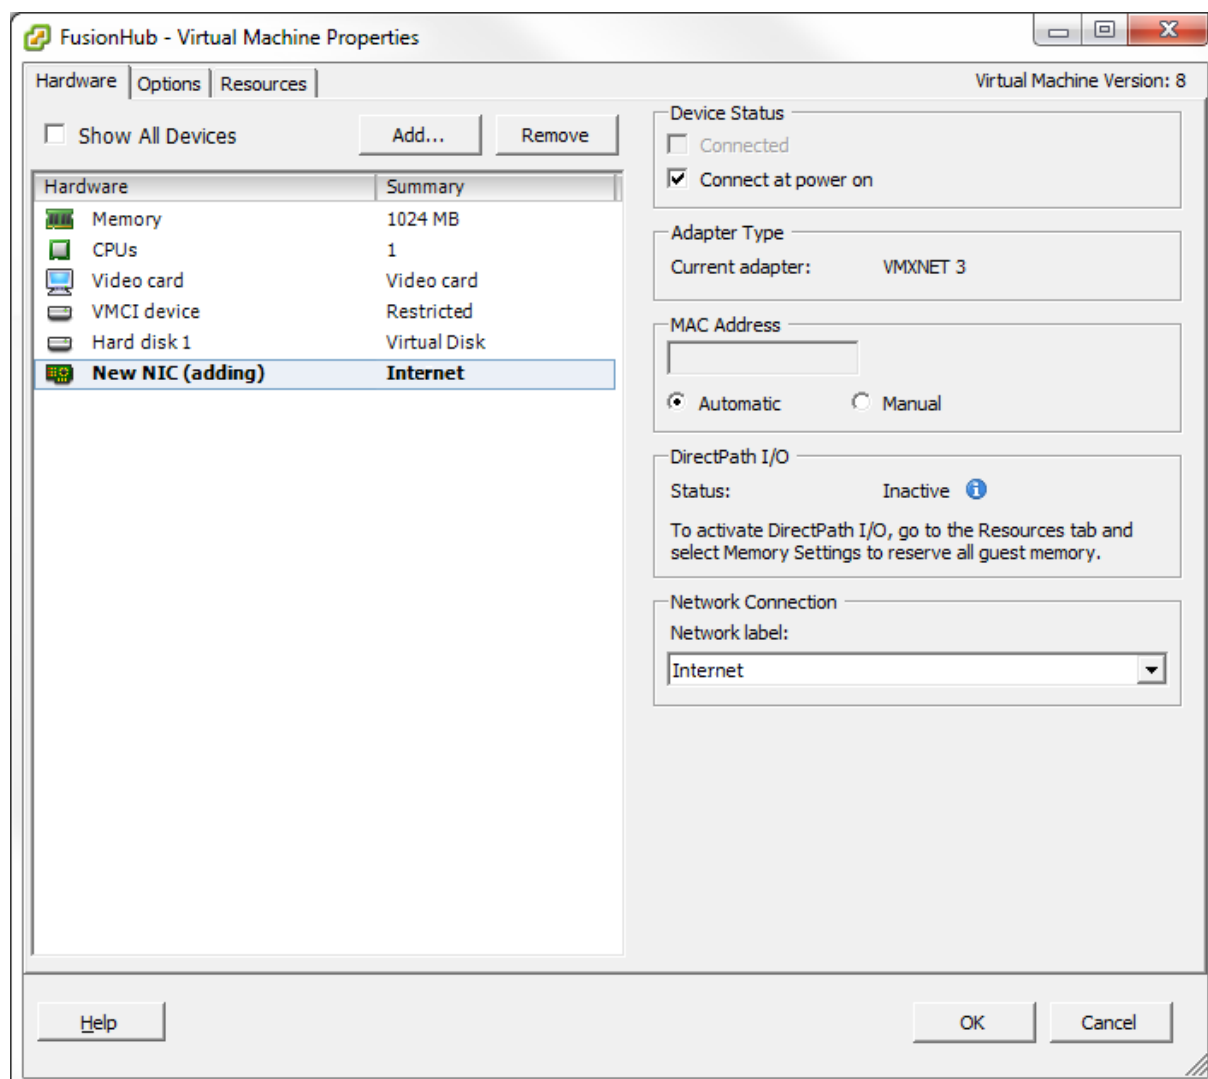 FusionHub - Virtual Machine Properties
Hardware Options Resources Virtual Machine Version: 8
Show All Devices Add... Remove
Hardware Summary
Memory 1024 MB
CPUs 1
Video card Video card
VMCI device Restricted
Hard disk 1 Virtual Disk
New NIC (adding) Internet
Device Status
Connected
Connect at power on
Adapter Type
Current adapter: VMXNET 3
MAC Address
Automatic Manual
DirectPath I/O
Status: Inactive
To activate DirectPath I/O, go to the Resources tab and
select Memory Settings to reserve all guest memory.
Network Connection
Network label:
Internet
Help OK Cancel